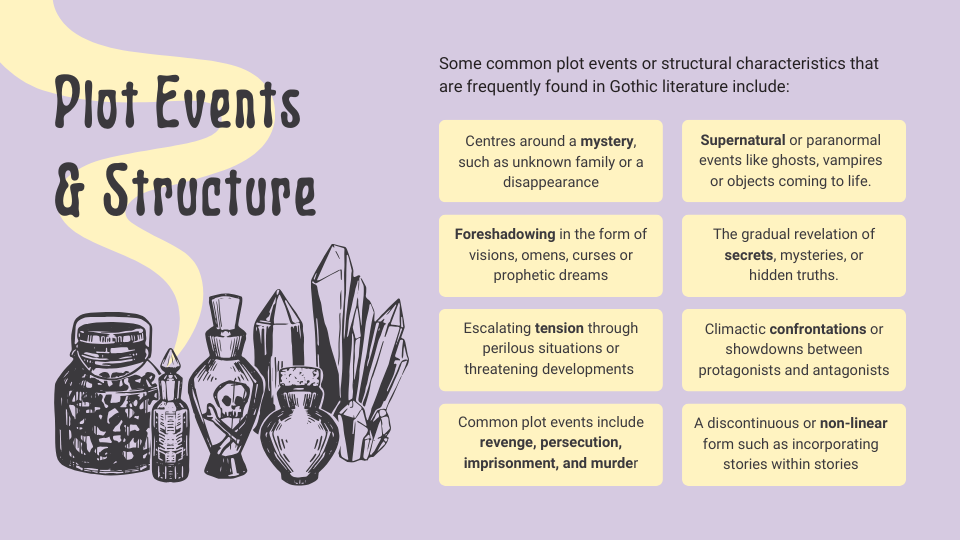 Plot Events
& Structure
Some common plot events or structural characteristics that
are frequently found in Gothic literature include:
Centres around a mystery,
such as unknown family or a
disappearance
Supernatural or paranormal
events like ghosts, vampires
or objects coming to life.
Foreshadowing in the form of
visions, omens, curses or
prophetic dreams
The gradual revelation of
secrets, mysteries, or
hidden truths.
Escalating tension through
perilous situations or
threatening developments
Climactic confrontations or
showdowns between
protagonists and antagonists
Common plot events include
revenge, persecution,
imprisonment, and murder
A discontinuous or non-linear
form such as incorporating
stories within stories